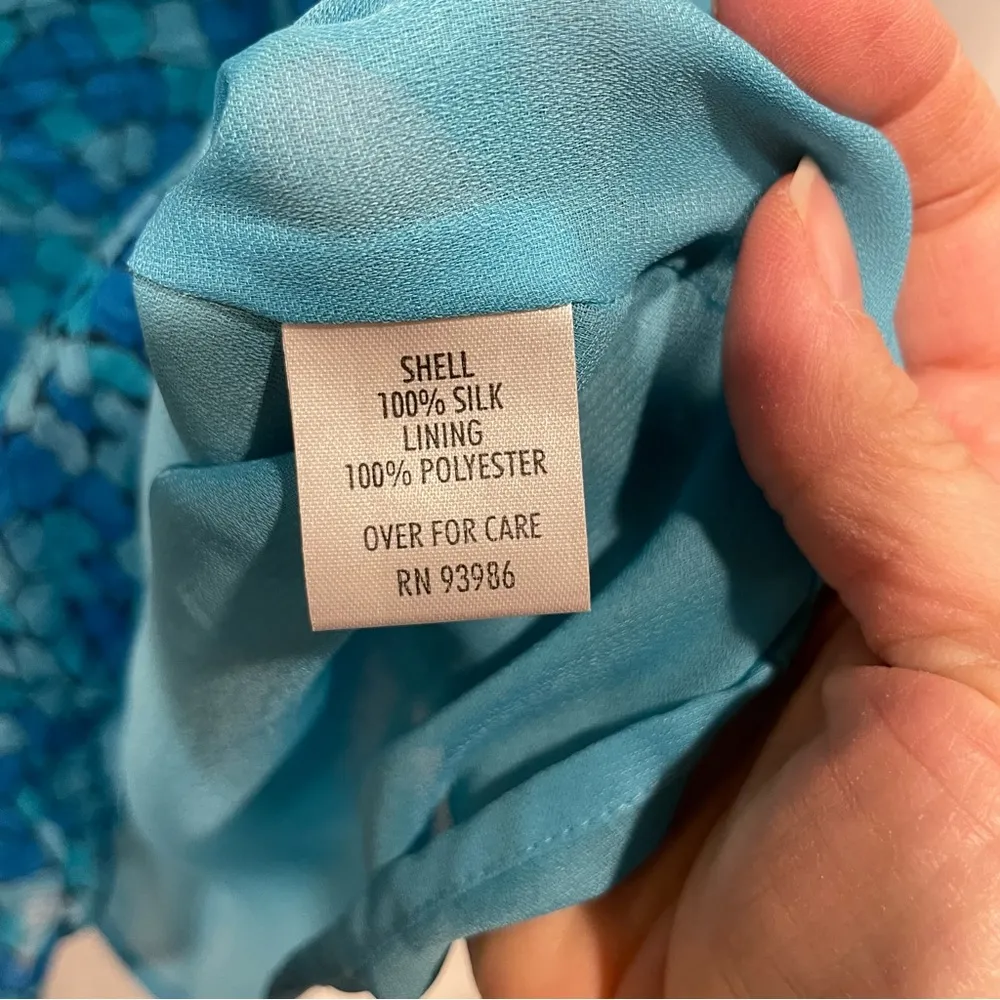 SHELL
100% SILK
LINING
100% POLYESTER
OVER FOR CARE
RN 93986